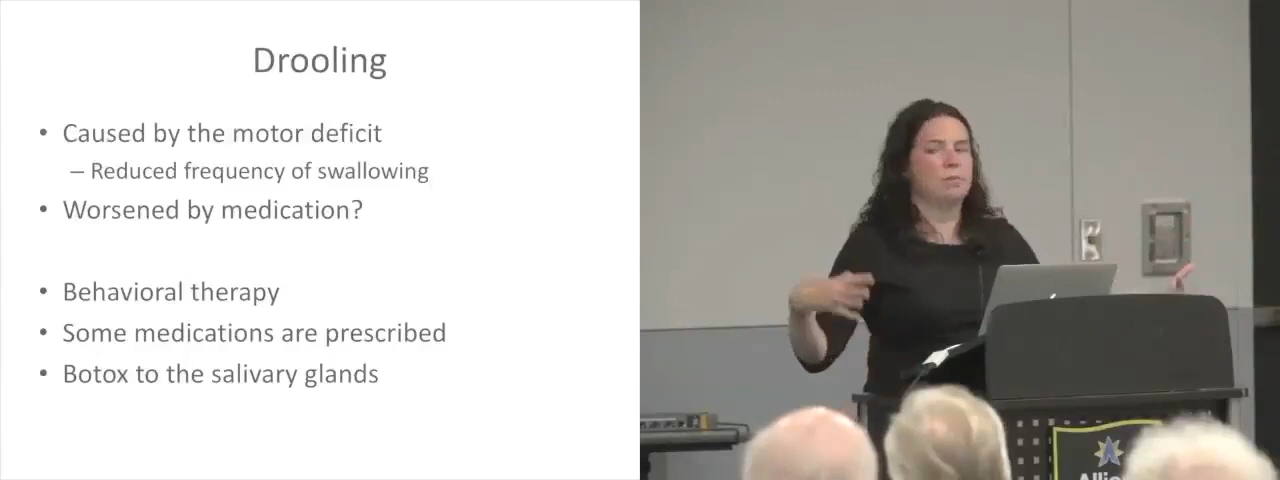 Drooling
• Caused by the motor deficit
– Reduced frequency of swallowing
• Worsened by medication?
• Behavioral therapy
• Some medications are prescribed
• Botox to the salivary glands